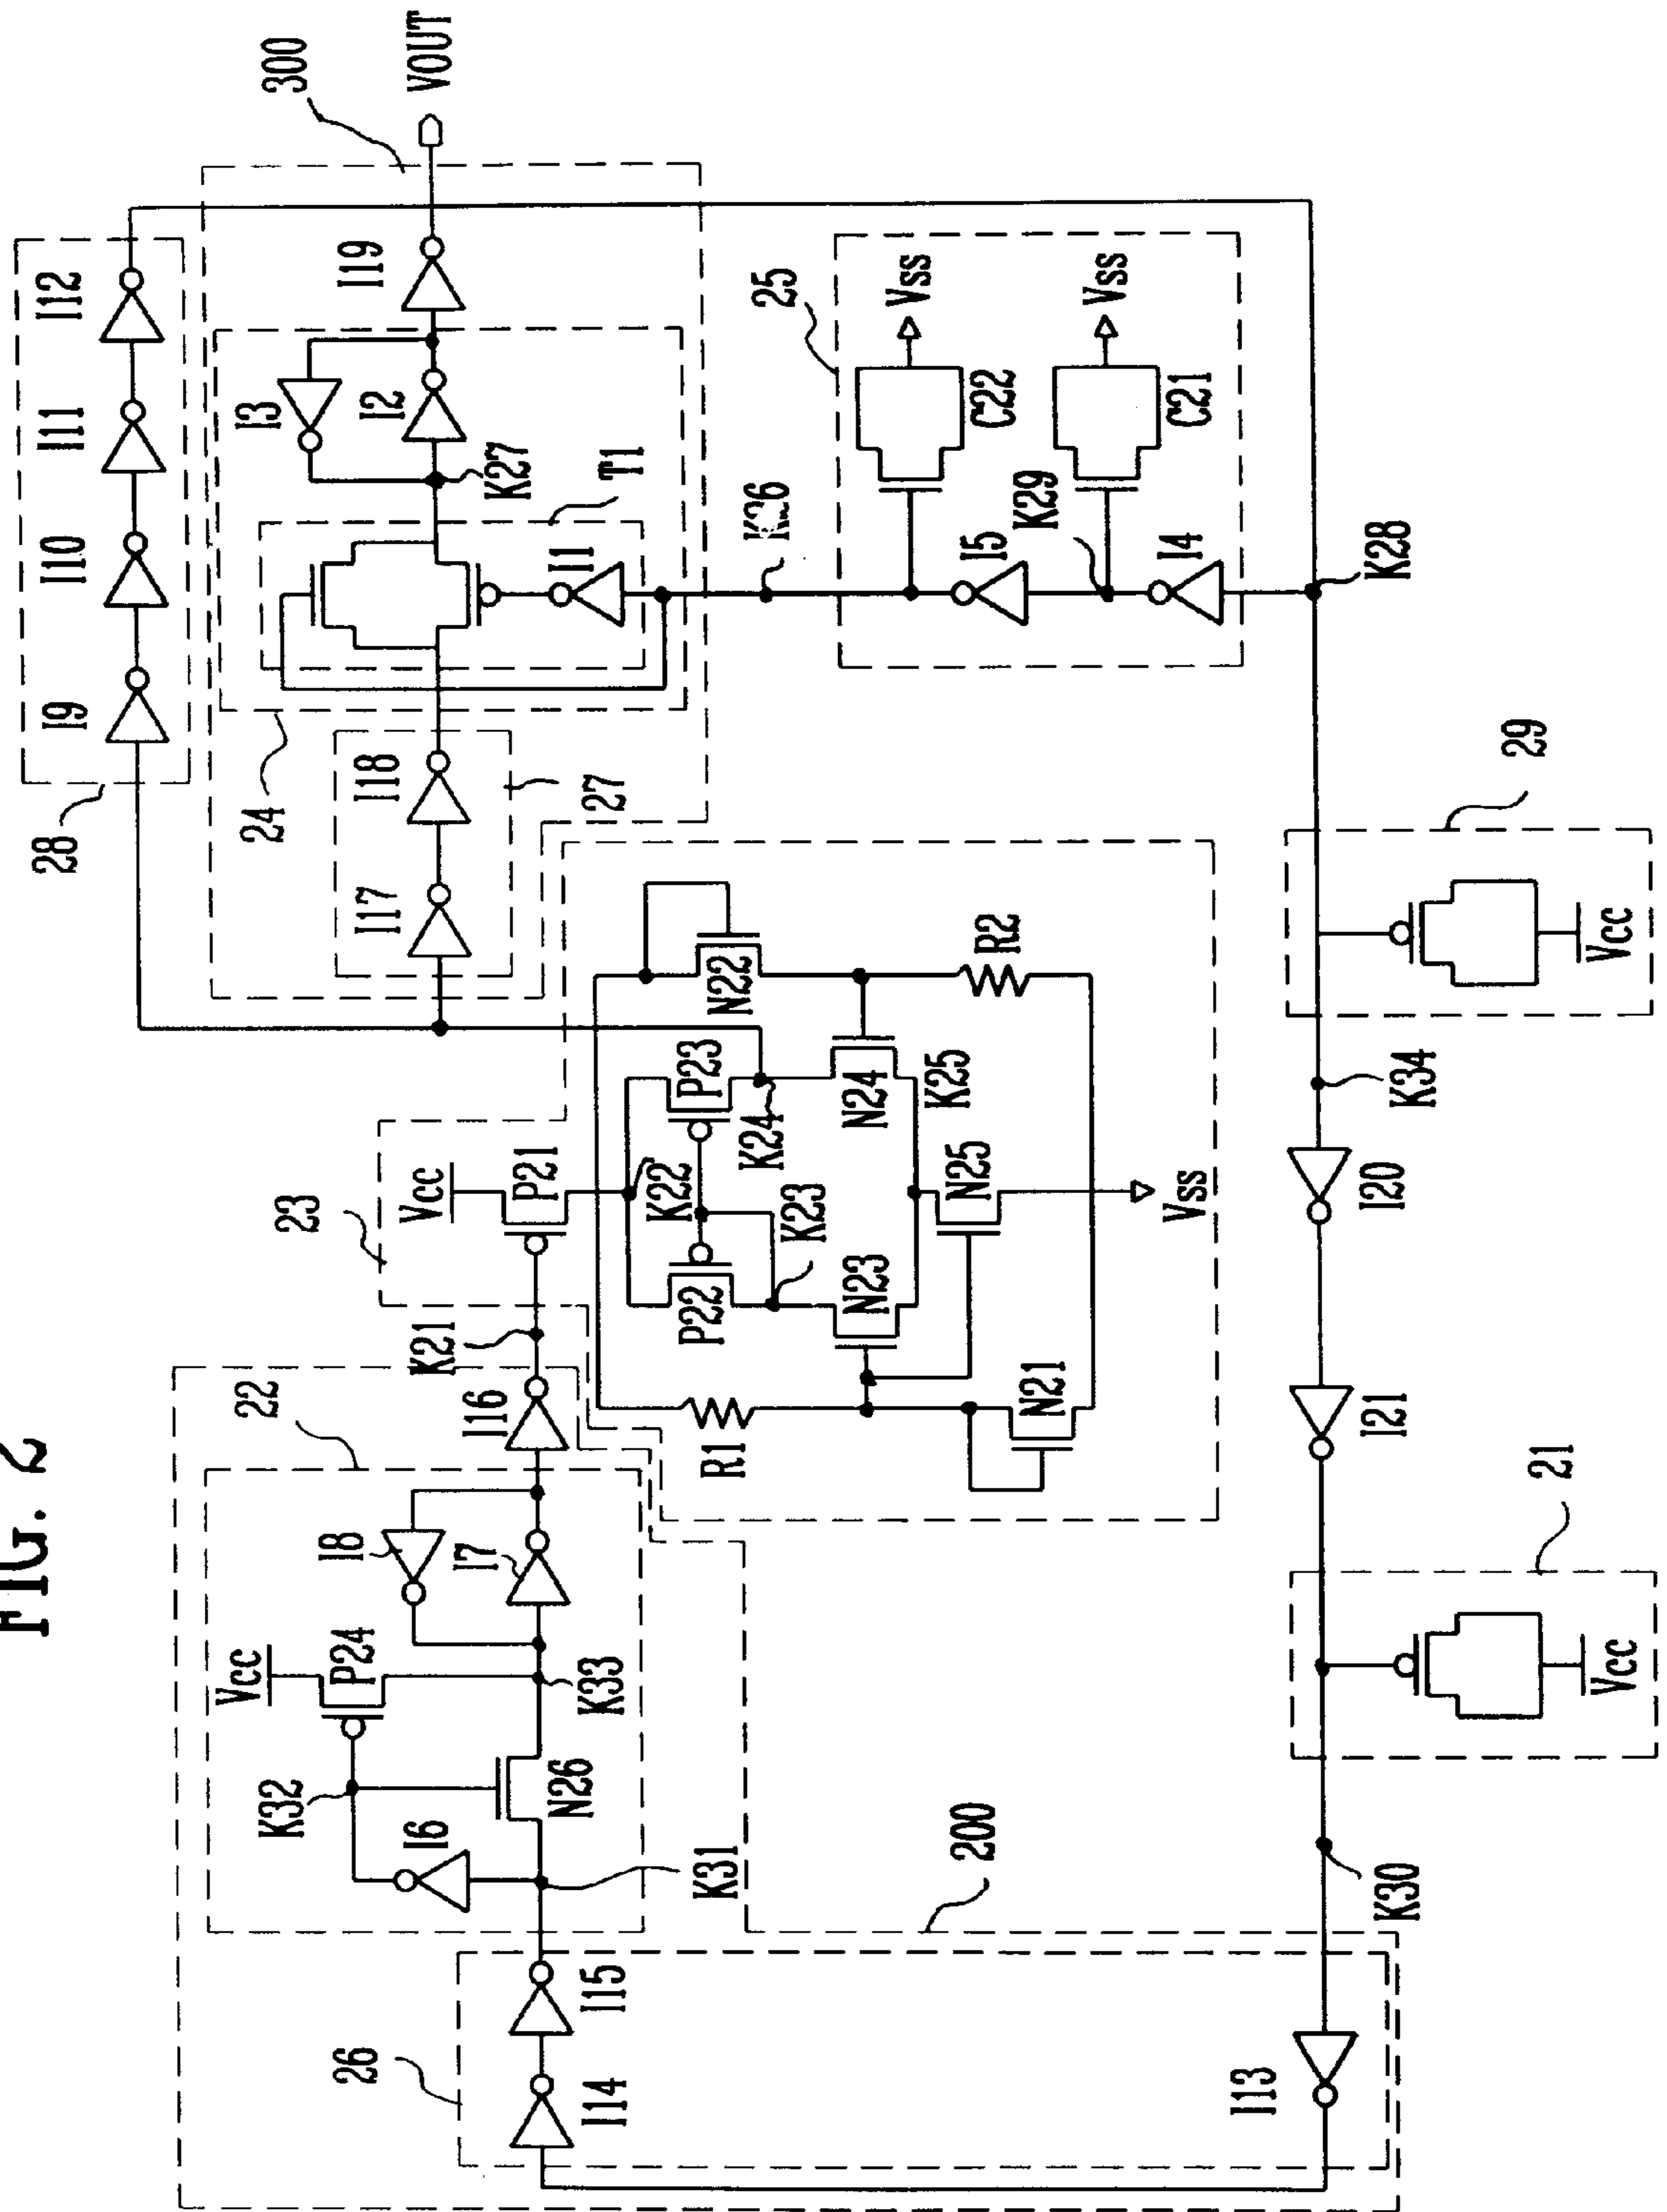 FIG. 2
28
I9
I10
I11
I12
300
VOUT
24
27
I17
I18
I3
I2
I19
K27
T1
I1
K26
25
Vss
C22
Vss
C21
I5
K29
I4
K28
22
I8
I7
I16
Vcc
P24
K33
K32
I6
N26
K31
K21
23
Vcc
P21
K22
P22
P23
K23
K24
N22
R2
N24
K25
N23
N25
R1
N21
Vss
26
I14
I15
I13
200
K30
21
Vcc
I21
I20
K34
29
Vcc